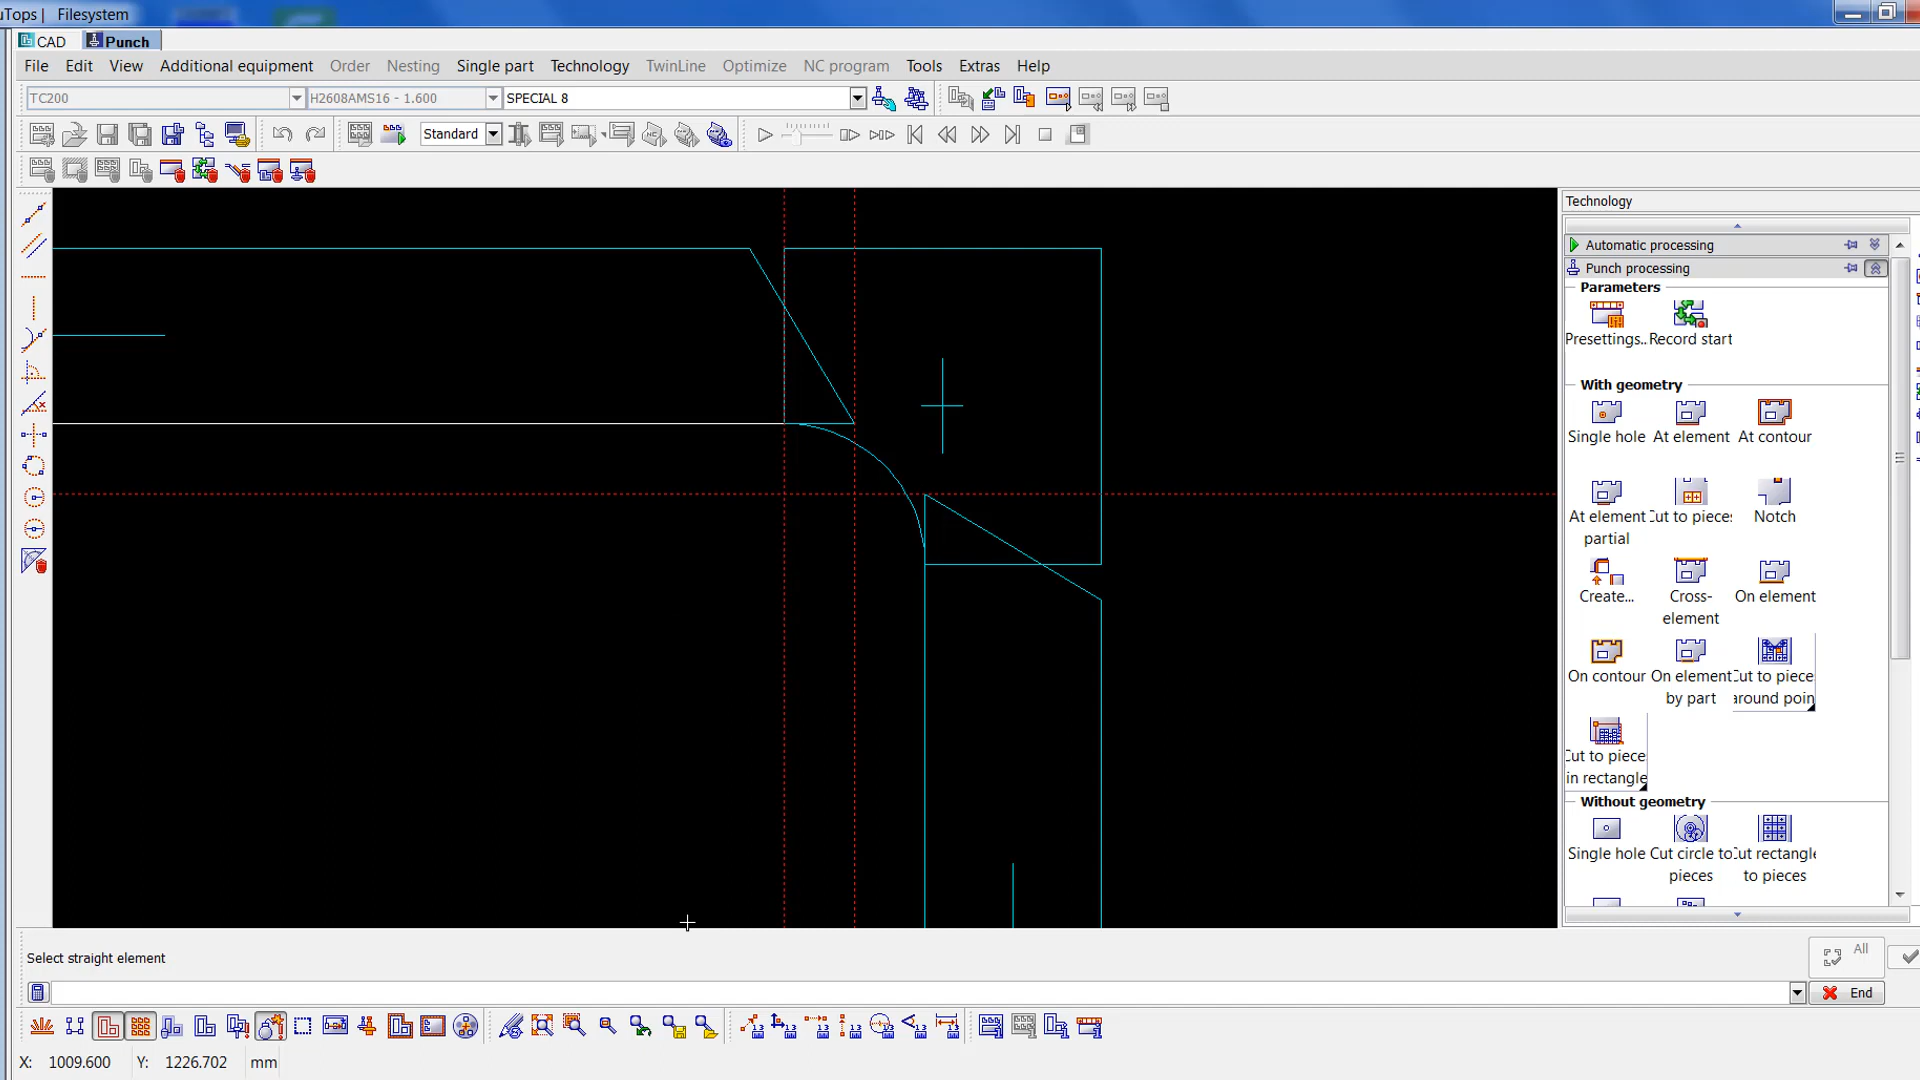 uTops | Filesystem
CAD Punch
File Edit View Additional equipment Order Nesting Single part Technology TwinLine Optimize NC program Tools Extras Help
TC200 H2608AMS16 - 1.600 SPECIAL 8
Standard
Technology
Automatic processing
Punch processing
Parameters
Presettings.. Record start
With geometry
Single hole At element At contour
At element partial
Cut to pieces
Notch
Create...
Cross-element
On element
On contour
On element by part
Cut to piece around poin
Cut to piece in rectangle
Without geometry
Single hole
Cut circle to pieces
Cut rectangle to pieces
Select straight element
All
End
X: 1009.600 Y: 1226.702 mm